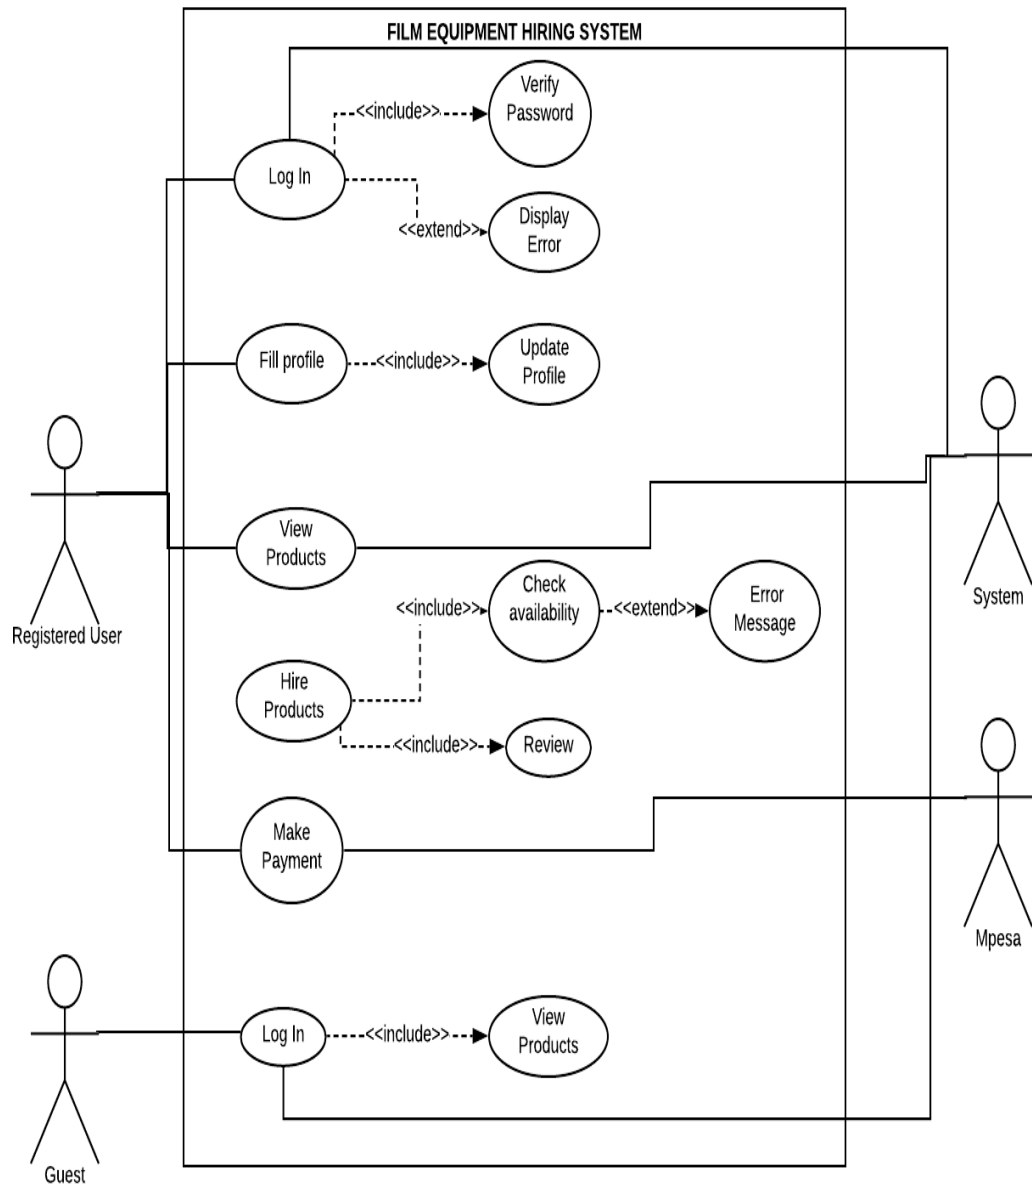 FILM EQUIPMENT HIRING SYSTEM
Verify
Password
<<include>>
Log In
<<extend>>
Display
Error
Fill profile
<<include>>
Update
Profile
Registered User
View
Products
System
<<include>>
Check
availability
<<extend>>
Error
Message
Hire
Products
<<include>>
Review
Make
Payment
Mpesa
Guest
Log In
<<include>>
View
Products